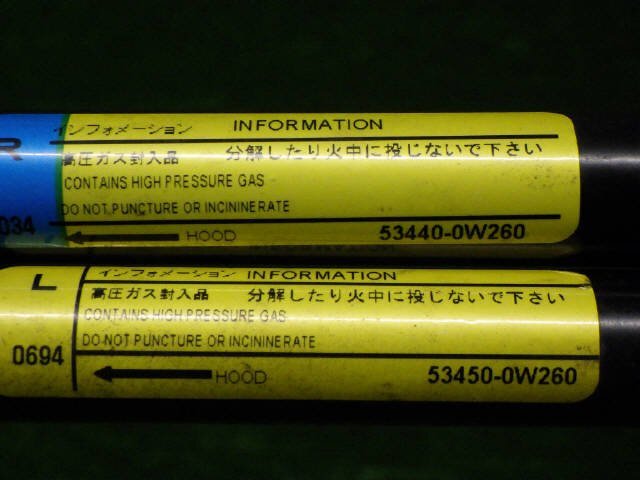 R
インフォメーション INFORMATION
高圧ガス封入品 分解したり火中に投じないで下さい
CONTAINS HIGH PRESSURE GAS
DO NOT PUNCTURE OR INCININERATE
034
HOOD 53440-0W260
L
インフォメーション INFORMATION
高圧ガス封入品 分解したり火中に投じないで下さい
CONTAINS HIGH PRESSURE GAS
DO NOT PUNCTURE OR INCININERATE
0694
HOOD 53450-0W260